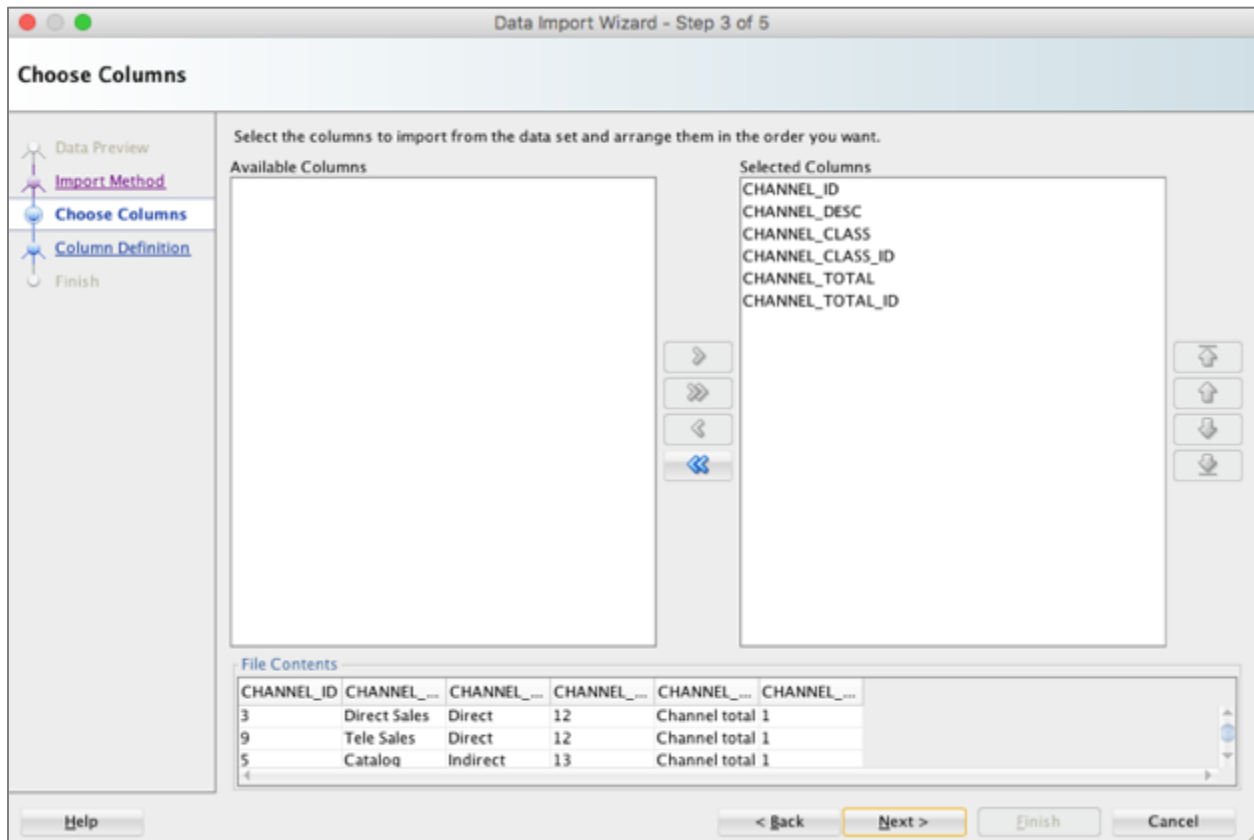 Data Import Wizard - Step 3 of 5
Choose Columns
Data Preview
Import Method
Choose Columns
Column Definition
Finish
Select the columns to import from the data set and arrange them in the order you want.
Available Columns
Selected Columns
CHANNEL_ID
CHANNEL_DESC
CHANNEL_CLASS
CHANNEL_CLASS_ID
CHANNEL_TOTAL
CHANNEL_TOTAL_ID
File Contents
CHANNEL_ID CHANNEL_... CHANNEL_... CHANNEL_... CHANNEL_... CHANNEL_...
3 Direct Sales Direct 12 Channel total 1
9 Tele Sales Direct 12 Channel total 1
5 Catalog Indirect 13 Channel total 1
Help < Back Next > Finish Cancel